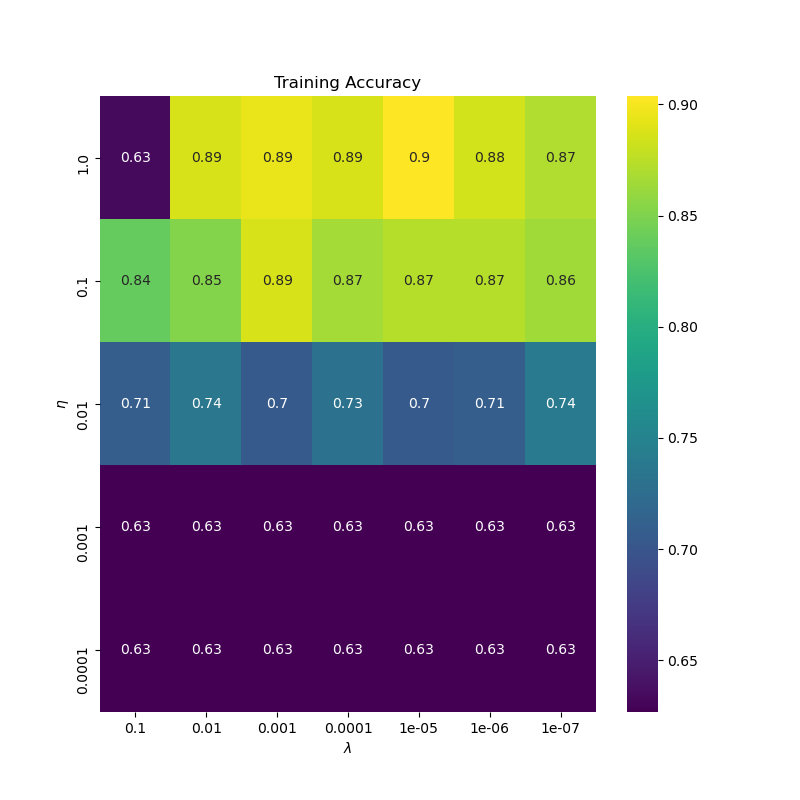 Training Accuracy
1.0 0.63 0.89 0.89 0.89 0.9 0.88 0.87
0.1 0.84 0.85 0.89 0.87 0.87 0.87 0.86
0.01 0.71 0.74 0.7 0.73 0.7 0.71 0.74
0.001 0.63 0.63 0.63 0.63 0.63 0.63 0.63
0.0001 0.63 0.63 0.63 0.63 0.63 0.63 0.63
η
0.1 0.01 0.001 0.0001 1e-05 1e-06 1e-07
λ
0.90
0.85
0.80
0.75
0.70
0.65